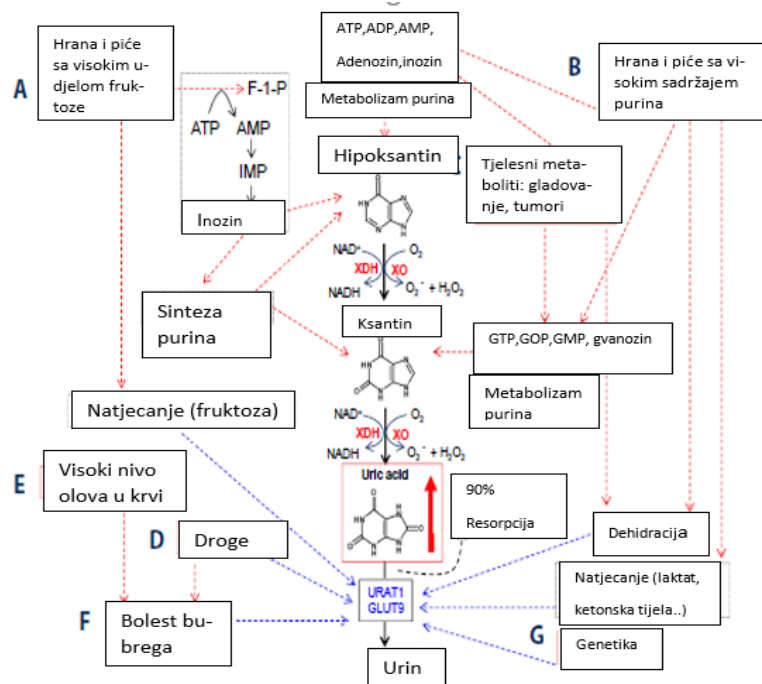 A
Hrana i piće
sa visokim u-
djelom fruk-
toze
F-1-P
ATP
AMP
IMP
Inozin
ATP,ADP,AMP,
Adenozin,inozin
Metabolizam purina
B
Hrana i piće sa vi-
sokim sadržajem
purina
Hipoksantin
N
NH
O
N
N
H
Tjelesni meta-
boliti: gladova-
nje, tumori
NAD⁺
O₂
XDH
XO
NADH
O₂⁻ + H₂O₂
Sinteza
purina
Ksantin
O
HN
N
O
N
H
N
H
GTP,GOP,GMP, gvanozin
Metabolizam
purina
Natjecanje (fruktoza)
NAD⁺
O₂
XDH
XO
NADH
O₂⁻ + H₂O₂
E
Visoki nivo
olova u krvi
Uric acid
O
HN
H
N
O
O
N
H
N
H
90%
Resorpcija
D
Droge
Dehidracija
URAT1
GLUT9
Natjecanje (laktat,
ketonska tijela..)
F
Bolest bu-
brega
G
Genetika
Urin